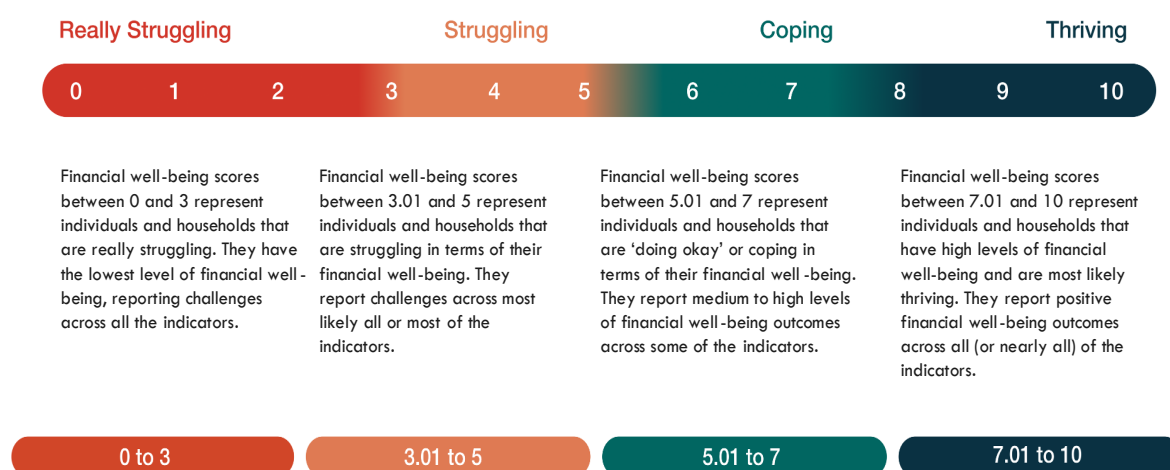 Really Struggling
Struggling
Coping
Thriving
0 1 2 3 4 5 6 7 8 9 10
Financial well-being scores
between 0 and 3 represent
individuals and households that
are really struggling. They have
the lowest level of financial well-
being, reporting challenges
across all the indicators.
Financial well-being scores
between 3.01 and 5 represent
individuals and households that
are struggling in terms of their
financial well-being. They
report challenges across most
likely all or most of the
indicators.
Financial well-being scores
between 5.01 and 7 represent
individuals and households that
are ‘doing okay’ or coping in
terms of their financial well-being.
They report medium to high levels
of financial well-being outcomes
across some of the indicators.
Financial well-being scores
between 7.01 and 10 represent
individuals and households that
have high levels of financial
well-being and are most likely
thriving. They report positive
financial well-being outcomes
across all (or nearly all) of the
indicators.
0 to 3
3.01 to 5
5.01 to 7
7.01 to 10